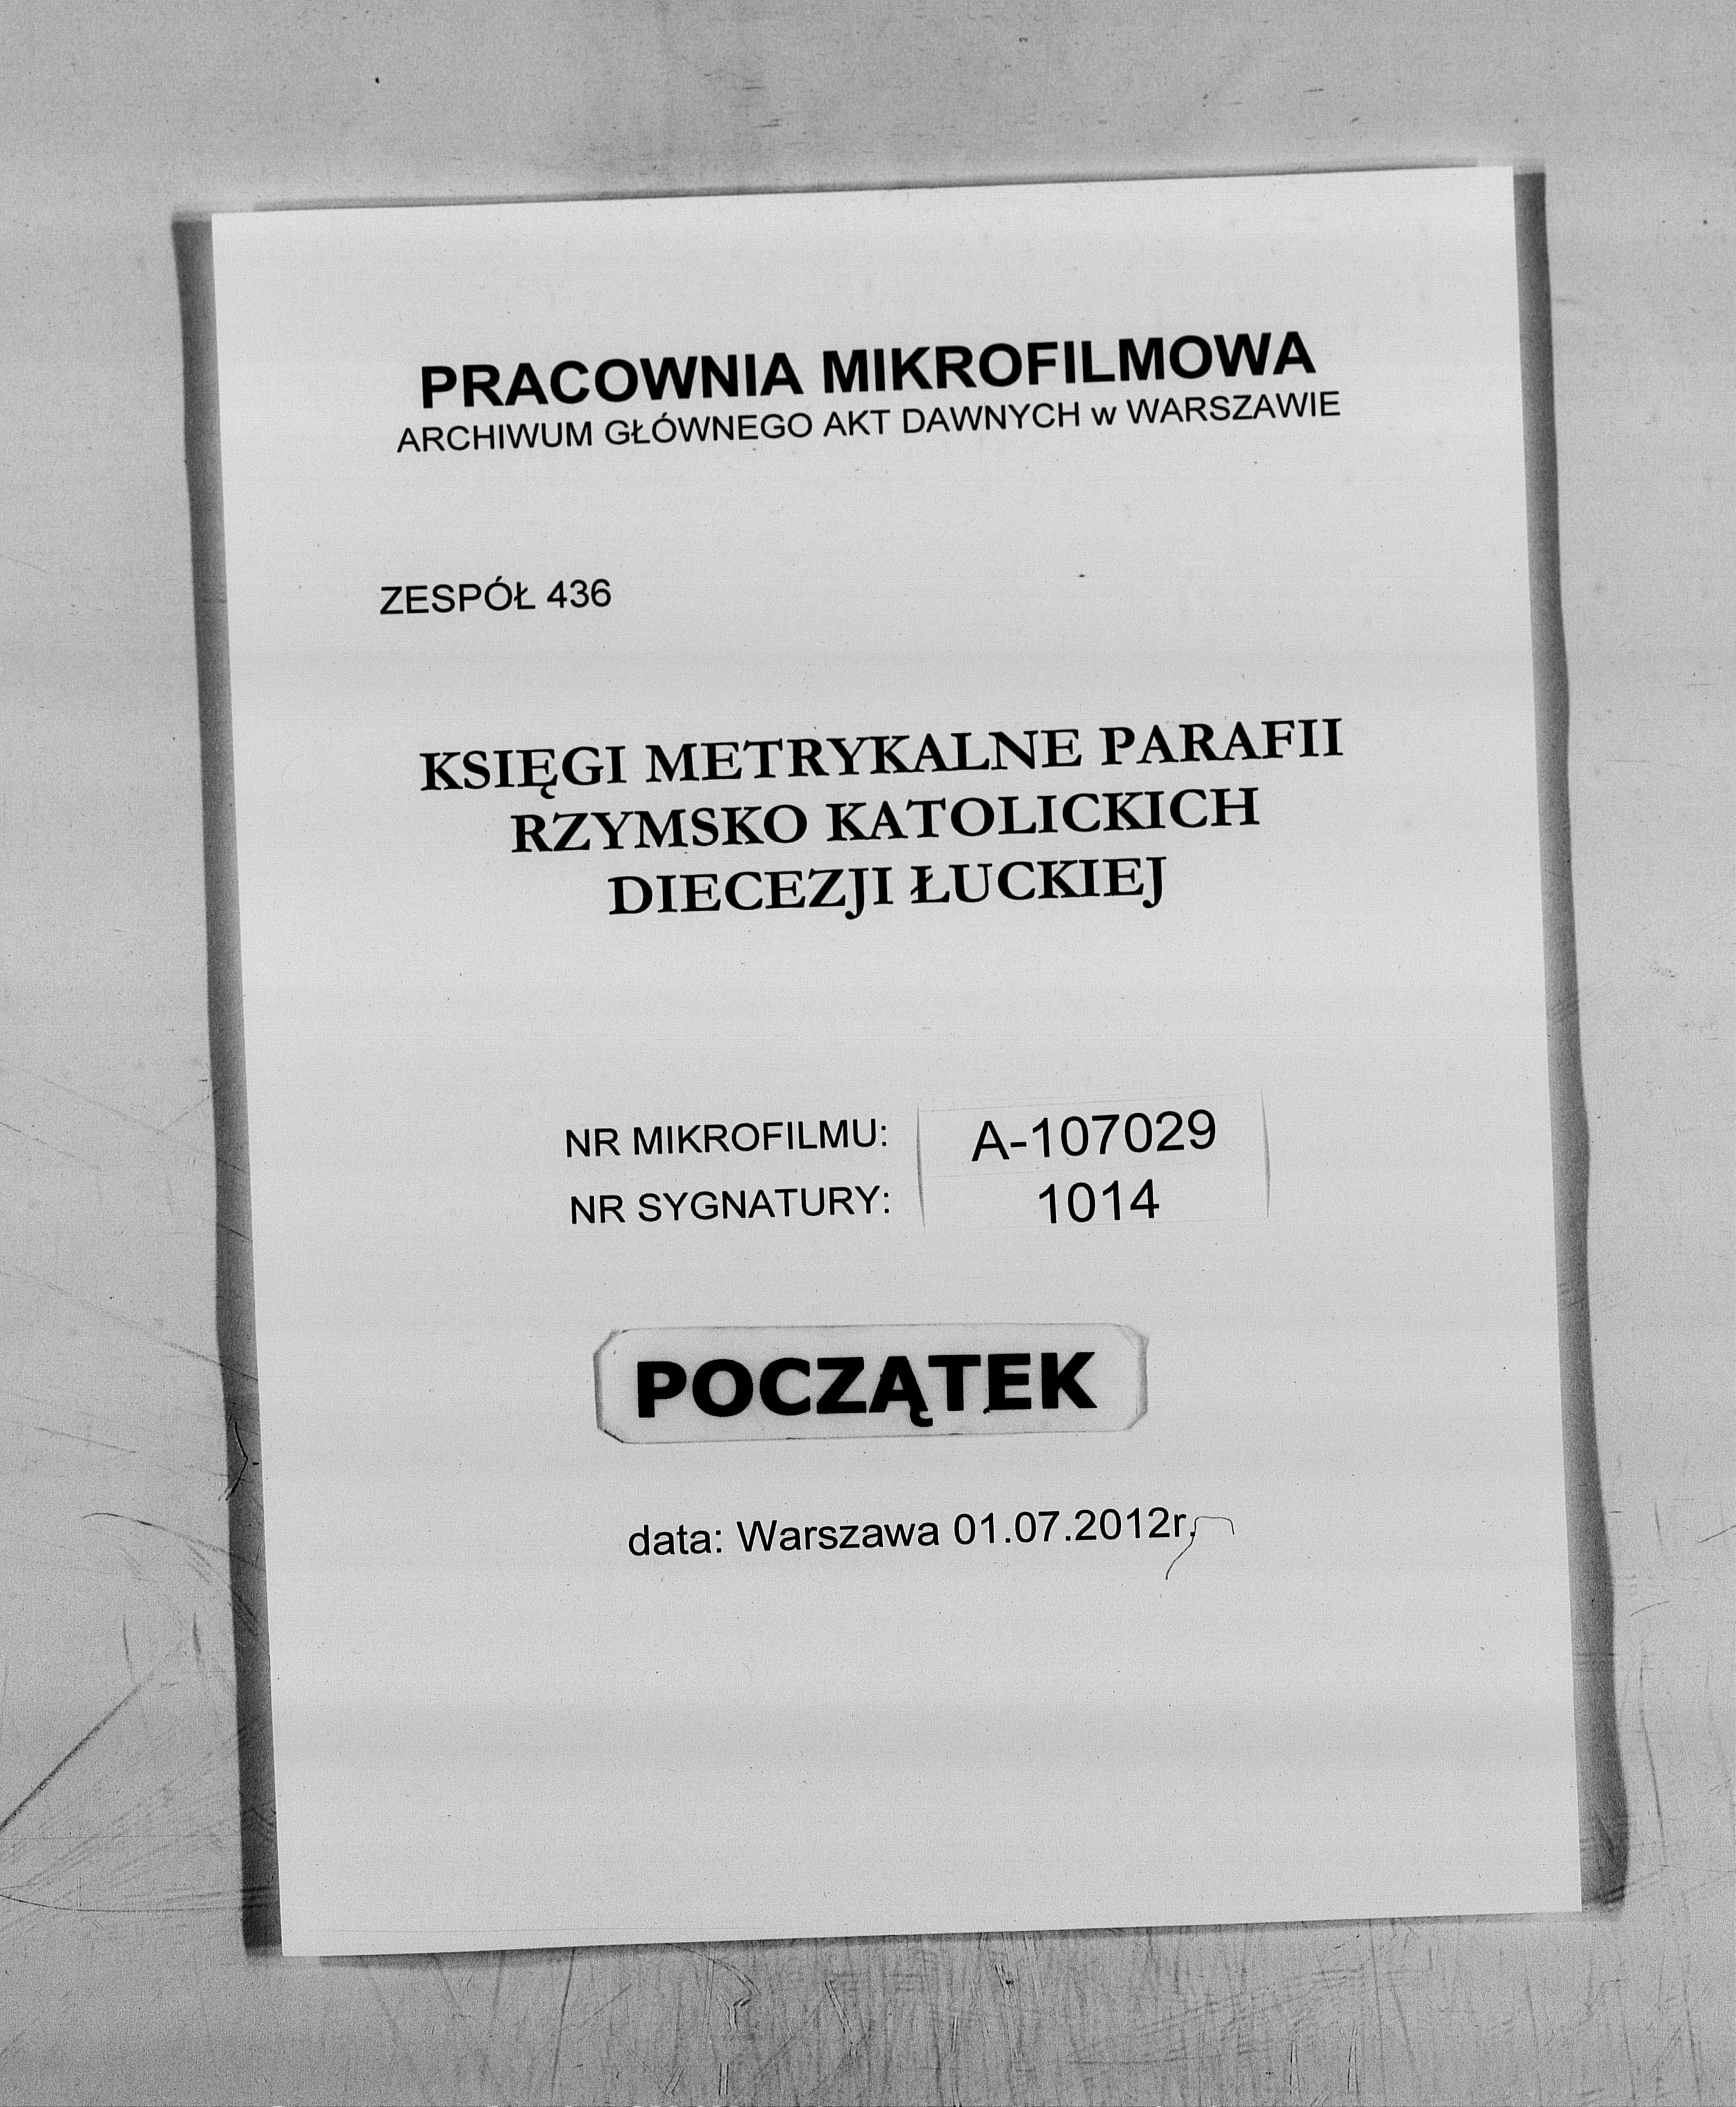 PRACOWNIA MIKROFILMOWA
ARCHIWUM GŁÓWNEGO AKT DAWNYCH w WARSZAWIE
ZESPÓŁ 436
KSIĘGI METRYKALNE PARAFII
RZYMSKO KATOLICKICH
DIECEZJI ŁUCKIEJ
NR MIKROFILMU: A-107029
NR SYGNATURY: 1014
POCZĄTEK
data: Warszawa 01.07.2012r.